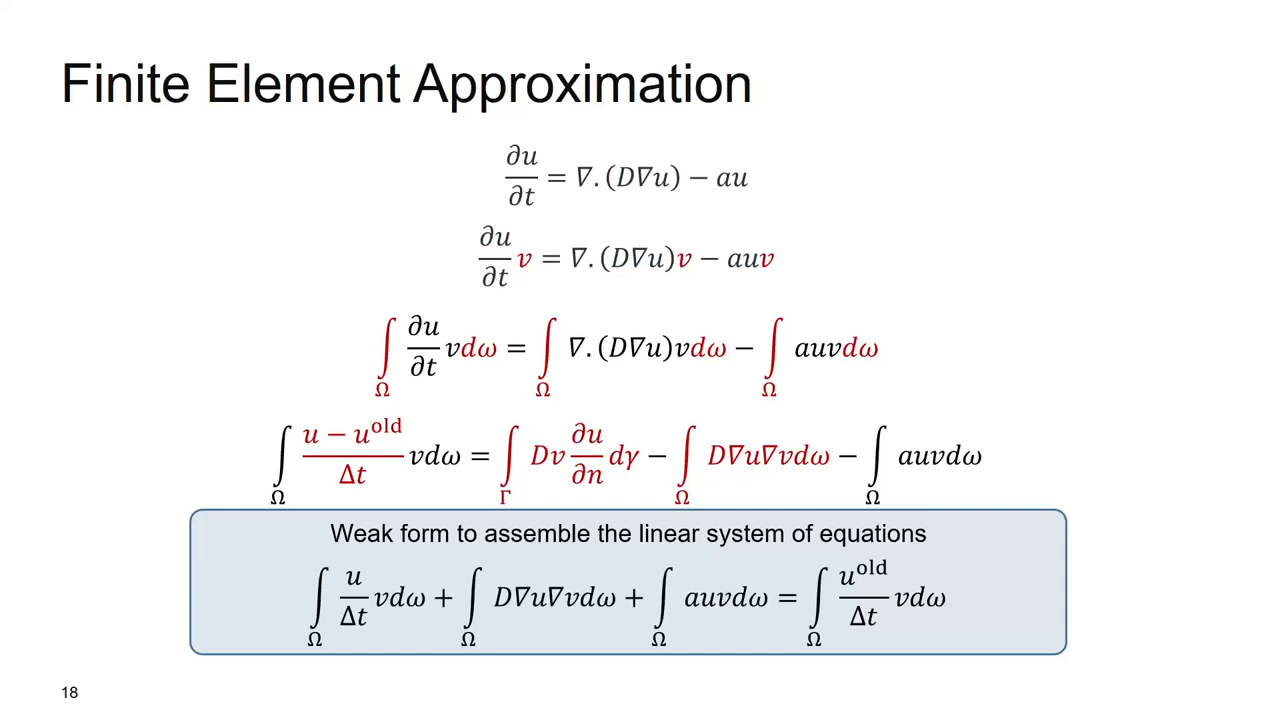 Finite Element Approximation
∂u/∂t = ∇.(D∇u) − au
∂u/∂t v = ∇.(D∇u)v − auv
∫_Ω ∂u/∂t vdω = ∫_Ω ∇.(D∇u)vdω − ∫_Ω auvdω
∫_Ω (u − u^old)/Δt vdω = ∫_Γ Dv ∂u/∂n dγ − ∫_Ω D∇u∇vdω − ∫_Ω auvdω
Weak form to assemble the linear system of equations
∫_Ω u/Δt vdω + ∫_Ω D∇u∇vdω + ∫_Ω auvdω = ∫_Ω u^old/Δt vdω
18